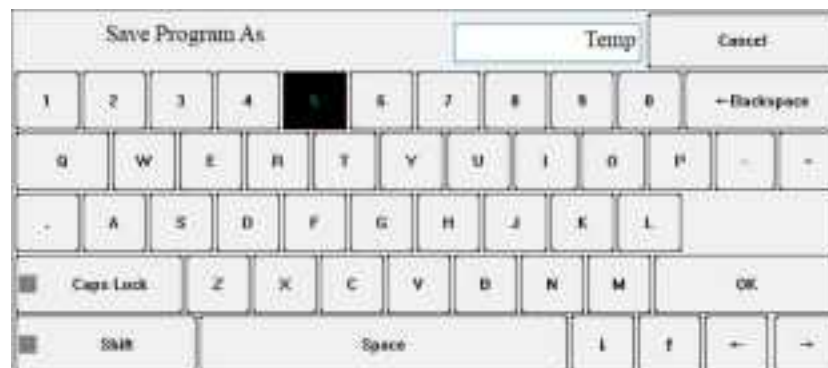 Save Program As Temp Cancel
1 2 3 4 5 6 7 8 9 0 ←Backspace
Q W E R T Y U I O P
A S D F G H J K L
Caps Lock Z X C V B N M OK
Shift Space ↓ ↑ ← →